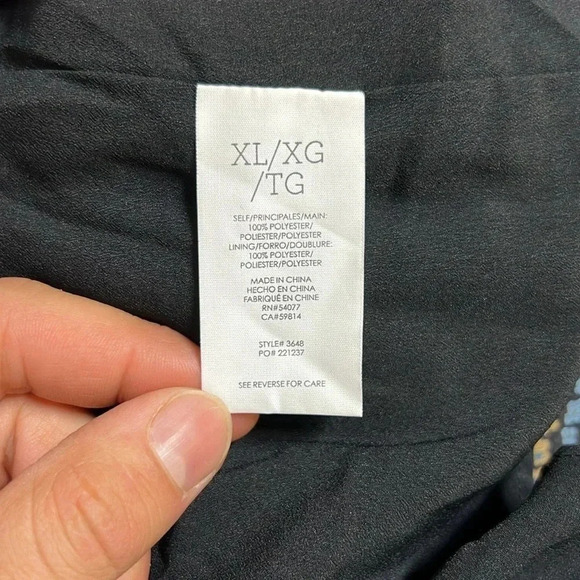 XL/XG
/TG
SELF/PRINCIPALES/MAIN:
100% POLYESTER/
POLIESTER/POLYESTER
LINING/FORRO/DOUBLURE:
100% POLYESTER/
POLIESTER/POLYESTER
MADE IN CHINA
HECHO EN CHINA
FABRIQUÉ EN CHINE
RN#54077
CA#59814
STYLE# 3648
PO# 221237
SEE REVERSE FOR CARE